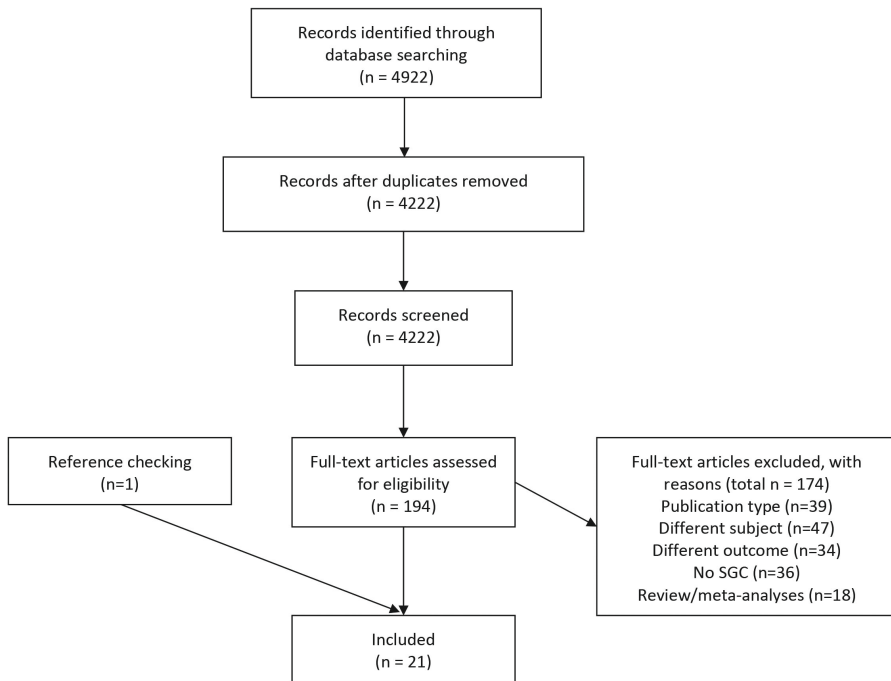 Records identified through
database searching
(n = 4922)
Records after duplicates removed
(n = 4222)
Records screened
(n = 4222)
Reference checking
(n=1)
Full-text articles assessed
for eligibility
(n = 194)
Full-text articles excluded, with
reasons (total n = 174)
Publication type (n=39)
Different subject (n=47)
Different outcome (n=34)
No SGC (n=36)
Review/meta-analyses (n=18)
Included
(n = 21)